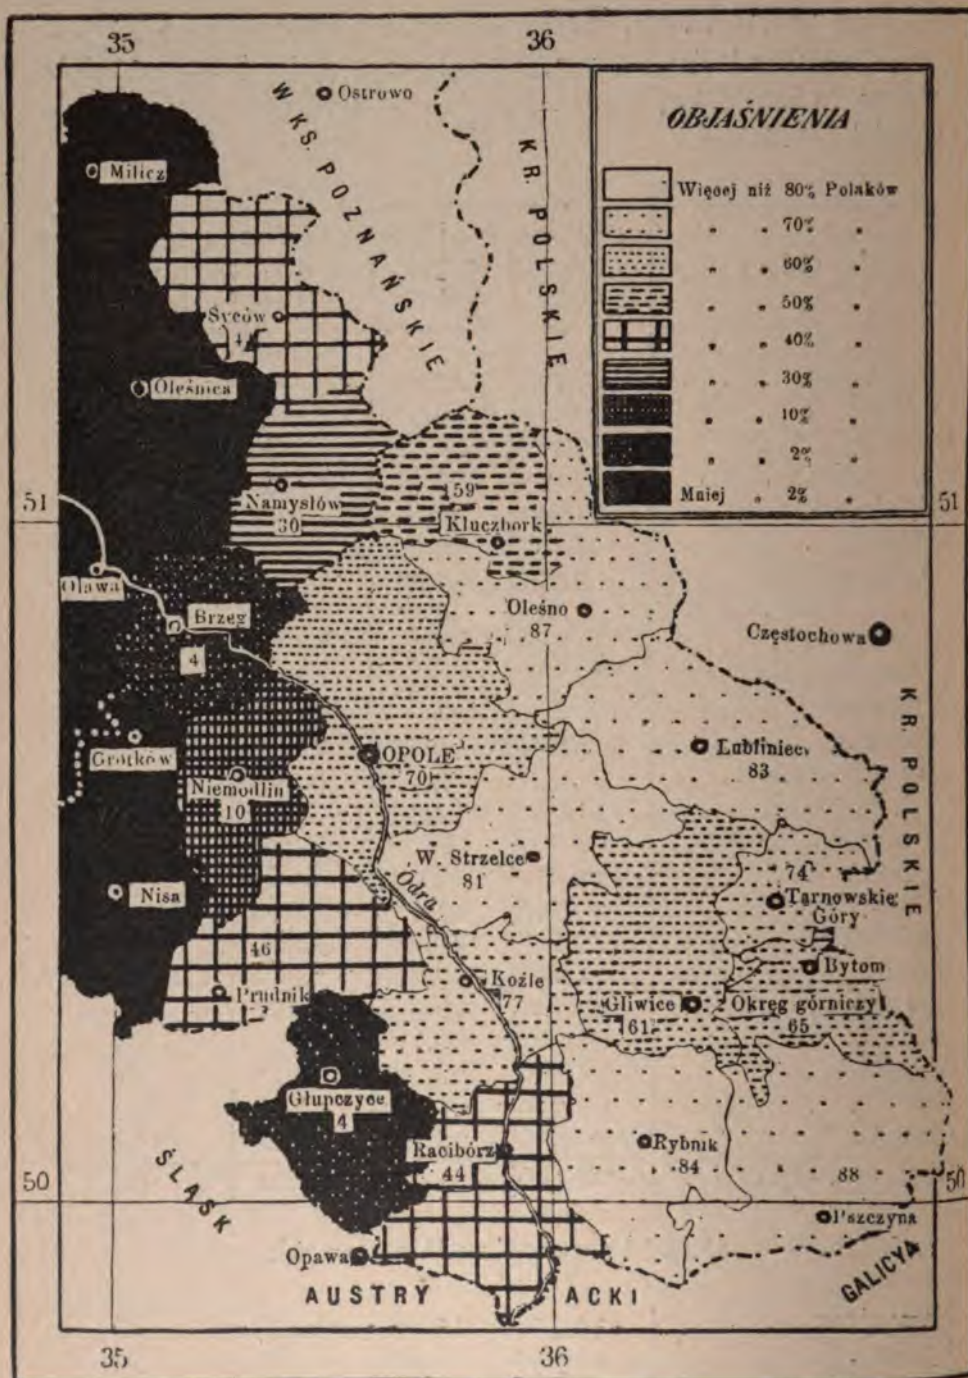 35 36
Ostrowo
W KS. POZNAŃSKIE
KR. POLSKIE
OBJAŚNIENIA
Więcej niż 80% Polaków
„ „ 70% „
„ „ 60% „
„ „ 50% „
„ „ 40% „
„ „ 30% „
„ „ 10% „
„ „ 2% „
Mniej „ 2% „
Milicz
Syców
Oleśnica
51 51
59
Namysłów
30
Kluczbork
Oława
Brzeg
4
Oleśno
87
Częstochowa
KR. POLSKIE
Grotków
OPOLE
70
Lubliniec
83
Niemodlin
10
W. Strzelce
81
Odra
Nisa
74
Tarnowskie
Góry
46
Prudnik
Koźle
77
Bytom
Gliwice
61
Okręg górniczy
65
Głupczyce
4
Racibórz
44
Rybnik
84
88
50 50
ŚLĄSK
Pszczyna
Opawa
AUSTRY ACKI
GALICYA
35 36